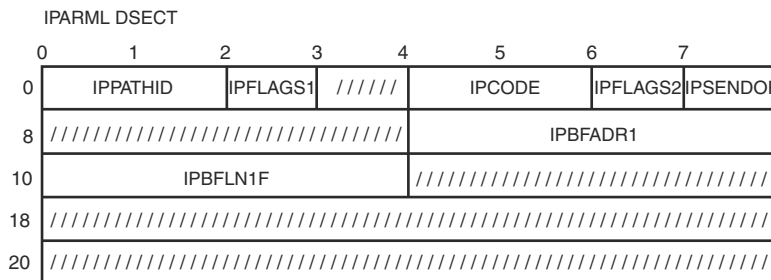 IPARML DSECT
0 1 2 3 4 5 6 7
0 IPPATHID IPFLAGS1 ////// IPCODE IPFLAGS2 IPSENDOP
8 ///////////////////////////////// IPBFADR1
10 IPBFLN1F /////////////////////////////////
18 ////////////////////////////////////////////////////////////////////
20 ////////////////////////////////////////////////////////////////////